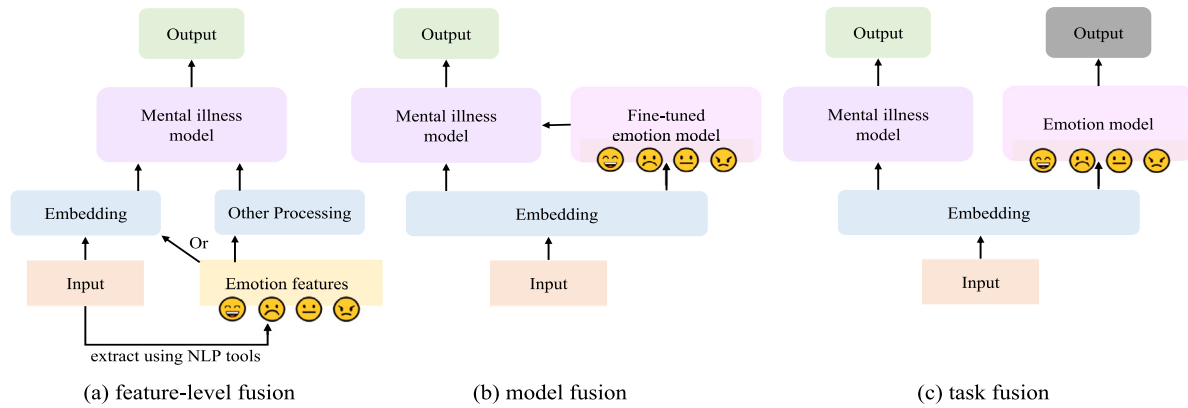 Output
Mental illness
model
Embedding
Other Processing
Or
Input
Emotion features
extract using NLP tools
(a) feature-level fusion
Output
Mental illness
model
Fine-tuned
emotion model
Embedding
Input
(b) model fusion
Output
Output
Mental illness
model
Emotion model
Embedding
Input
(c) task fusion